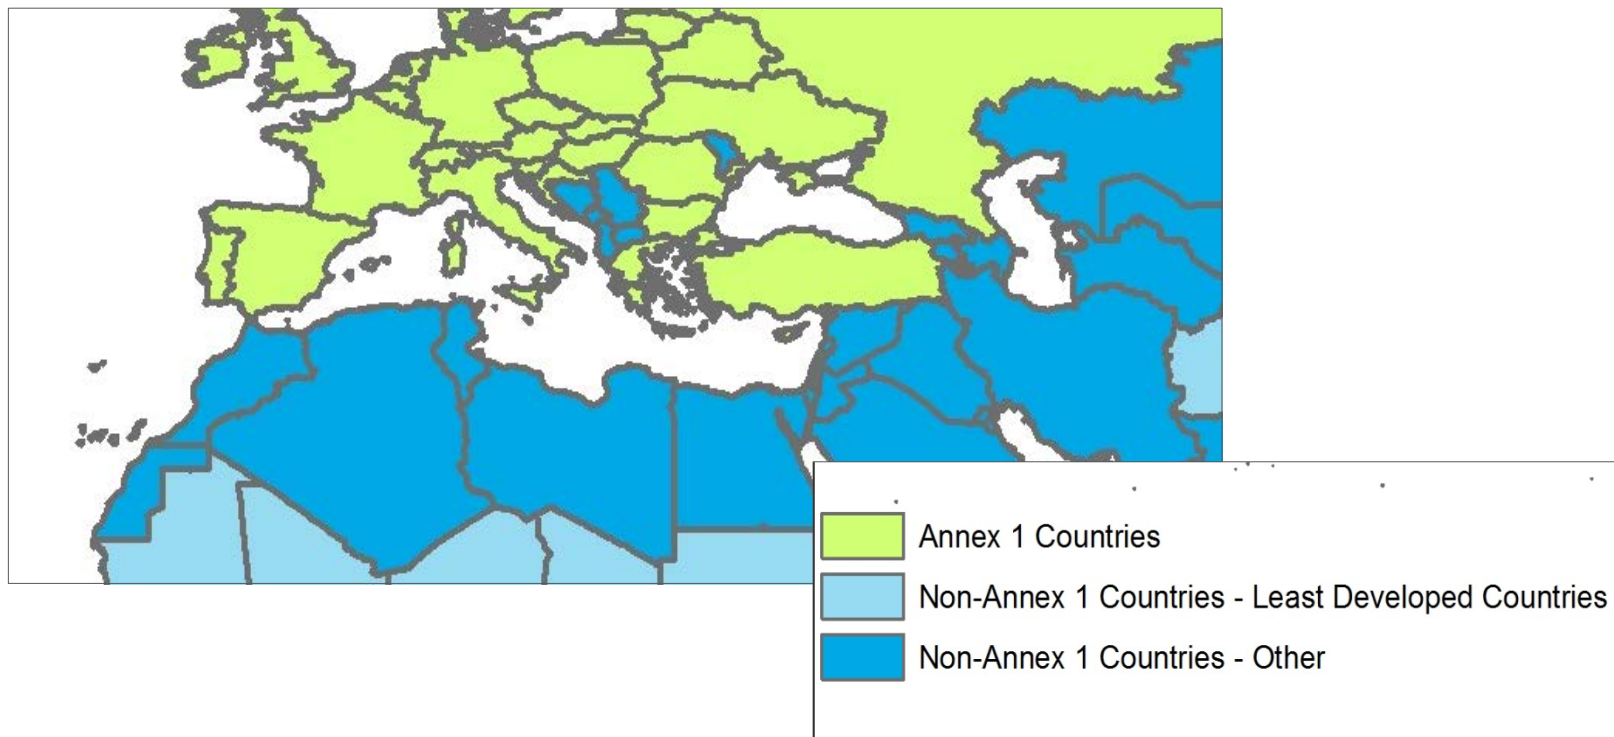 Annex 1 Countries
Non-Annex 1 Countries - Least Developed Countries
Non-Annex 1 Countries - Other